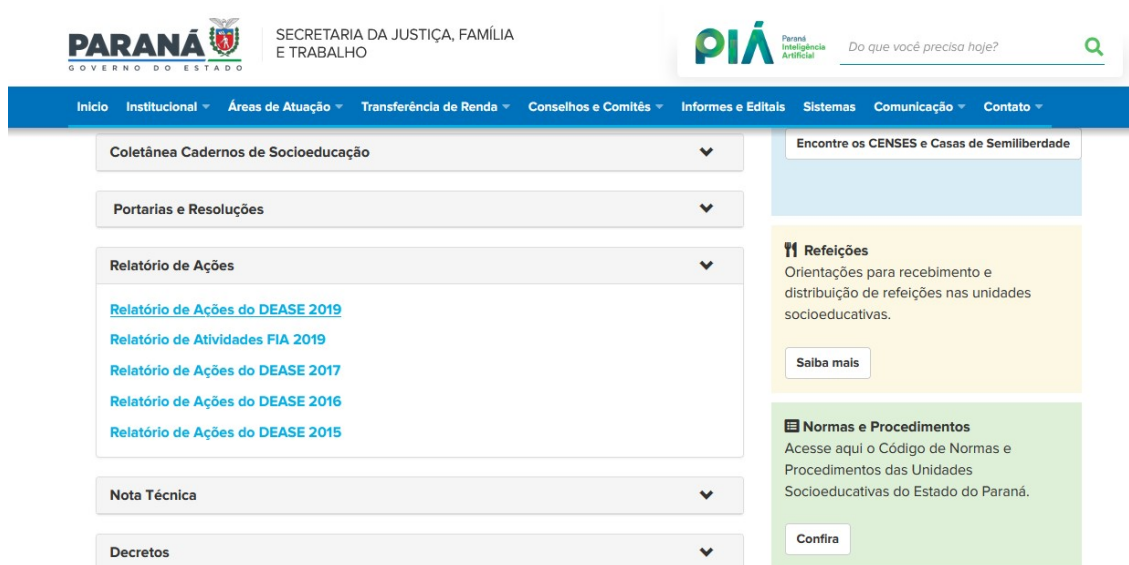 PARANÁ
GOVERNO DO ESTADO
SECRETARIA DA JUSTIÇA, FAMÍLIA
E TRABALHO
PIÁ
Paraná
Inteligência
Artificial
Do que você precisa hoje?
Inicio Institucional Áreas de Atuação Transferência de Renda Conselhos e Comitês Informes e Editais Sistemas Comunicação Contato
Coletânea Cadernos de Socioeducação
Portarias e Resoluções
Relatório de Ações
Relatório de Ações do DEASE 2019
Relatório de Atividades FIA 2019
Relatório de Ações do DEASE 2017
Relatório de Ações do DEASE 2016
Relatório de Ações do DEASE 2015
Nota Técnica
Decretos
Encontre os CENSES e Casas de Semiliberdade
Refeições
Orientações para recebimento e
distribuição de refeições nas unidades
socioeducativas.
Saiba mais
Normas e Procedimentos
Acesse aqui o Código de Normas e
Procedimentos das Unidades
Socioeducativas do Estado do Paraná.
Confira